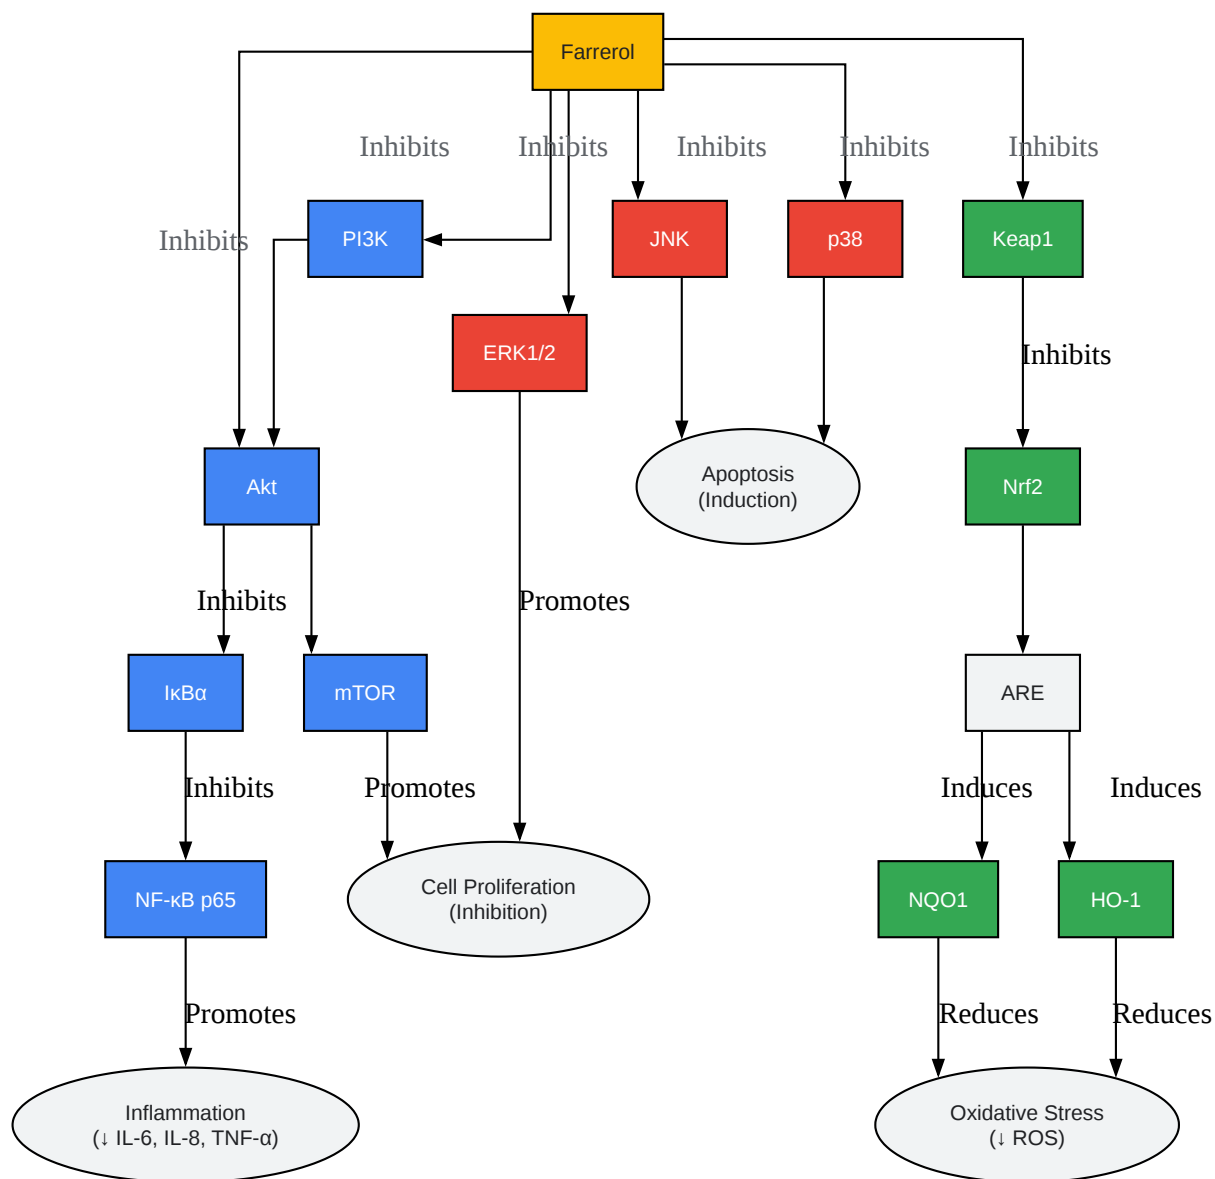 Farrerol
Inhibits
Inhibits
Inhibits
Inhibits
Inhibits
Inhibits
PI3K
JNK
p38
Keap1
ERK1/2
Inhibits
Akt
Apoptosis
(Induction)
Nrf2
Inhibits
Promotes
IκBα
mTOR
ARE
Inhibits
Promotes
Induces
Induces
NF-κB p65
Cell Proliferation
(Inhibition)
NQO1
HO-1
Promotes
Reduces
Reduces
Inflammation
(↓ IL-6, IL-8, TNF-α)
Oxidative Stress
(↓ ROS)